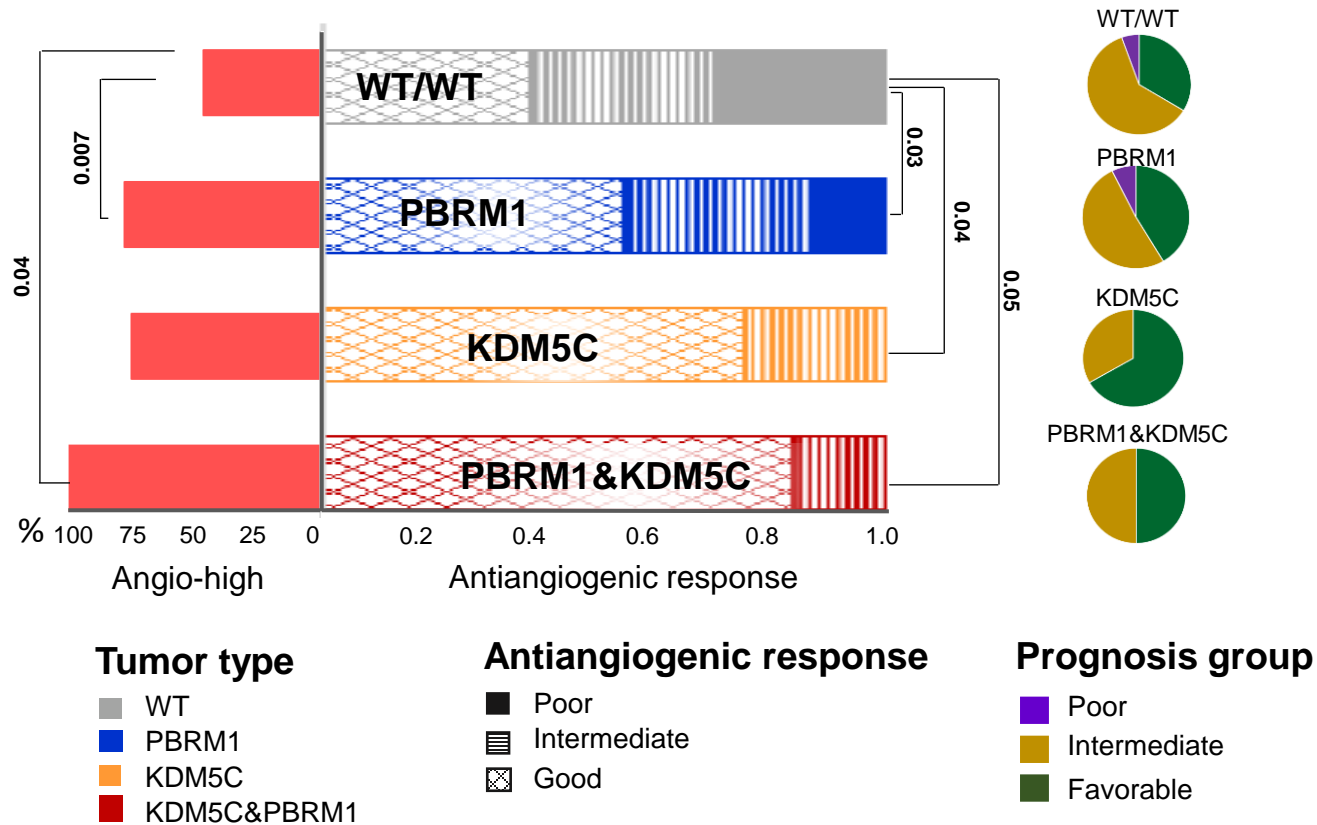 WT/WT
WT/WT
0.03
0.007
PBRM1
PBRM1
0.04
0.04
0.05
KDM5C
KDM5C
PBRM1&KDM5C
PBRM1&KDM5C
% 100 75 50 25 0 0.2 0.4 0.6 0.8 1.0
Angio-high Antiangiogenic response
Tumor type
WT
PBRM1
KDM5C
KDM5C&PBRM1
Antiangiogenic response
Poor
Intermediate
Good
Prognosis group
Poor
Intermediate
Favorable